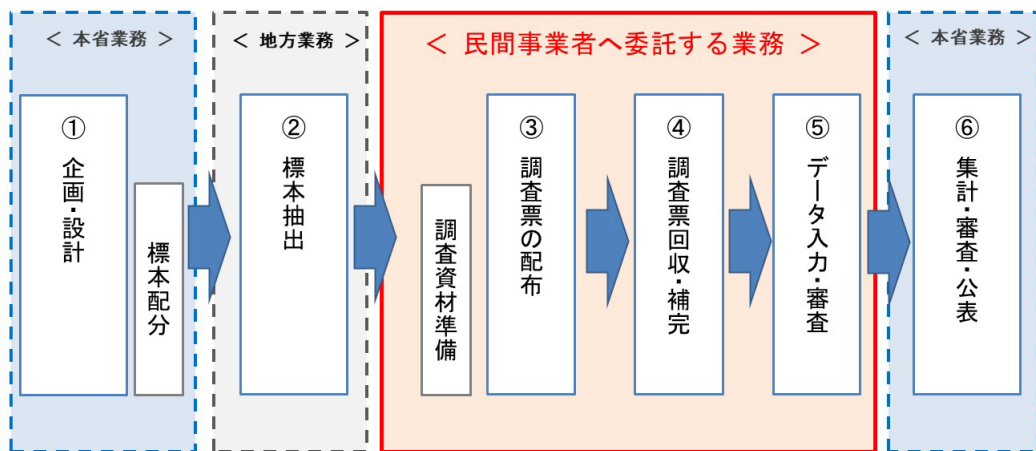 ＜ 本省業務 ＞
①
企画・設計
標本配分
＜ 地方業務 ＞
②
標本抽出
＜ 民間事業者へ委託する業務 ＞
調査資材準備
③
調査票の配布
④
調査票回収・補完
⑤
データ入力・審査
＜ 本省業務 ＞
⑥
集計・審査・公表